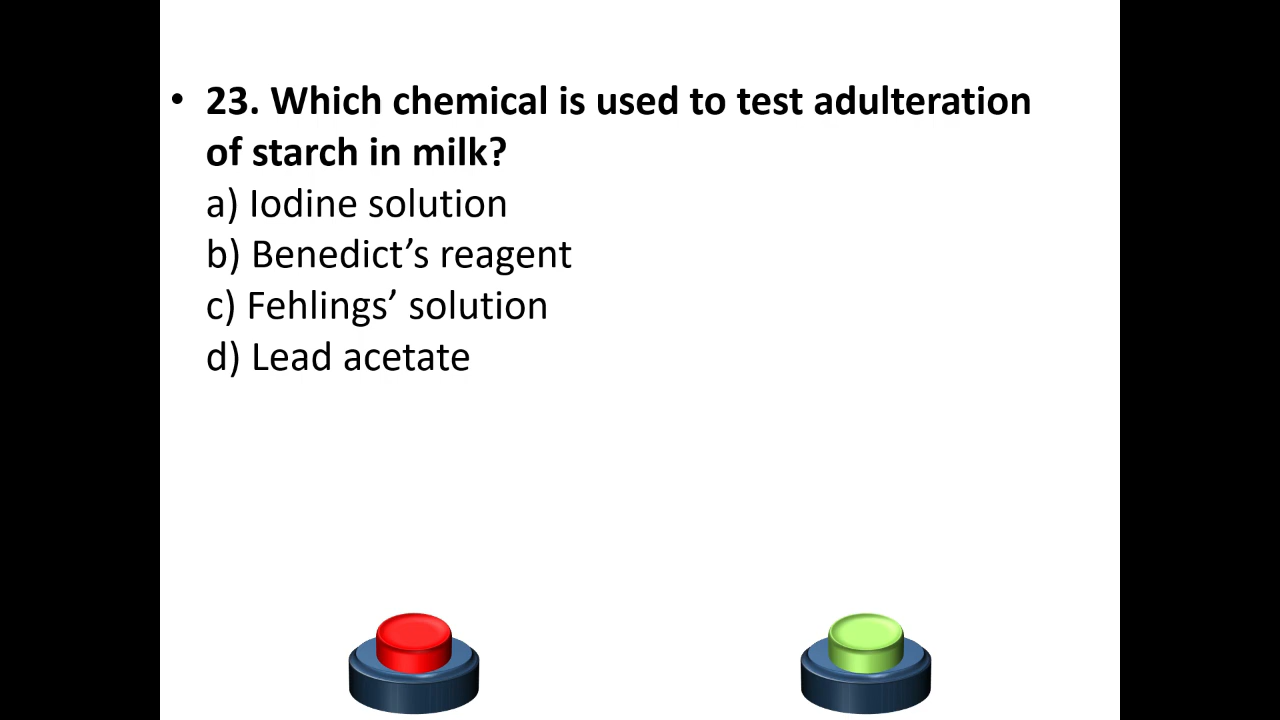 • 23. Which chemical is used to test adulteration
of starch in milk?
a) Iodine solution
b) Benedict’s reagent
c) Fehlings’ solution
d) Lead acetate